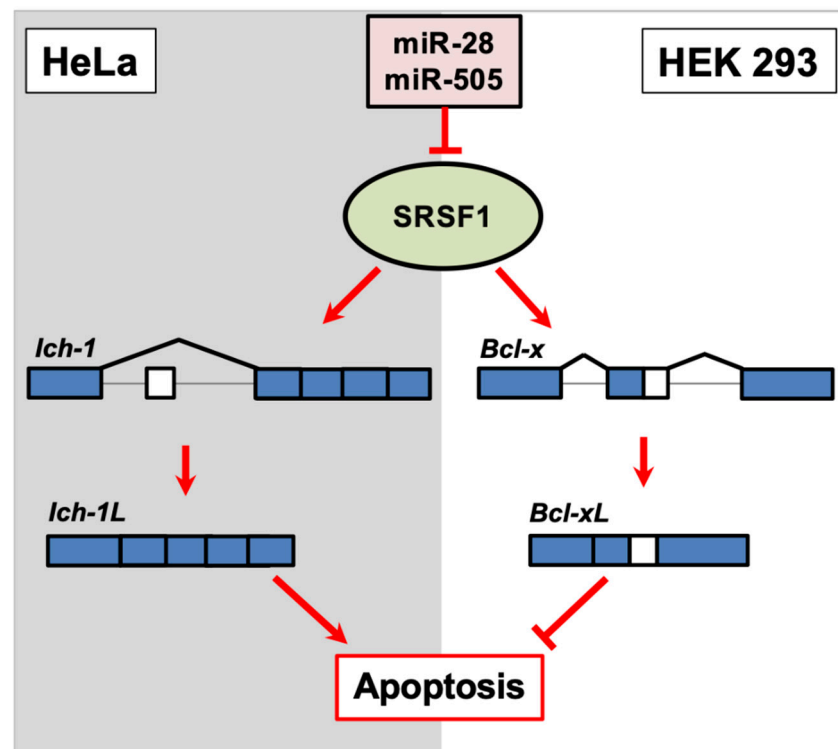 HeLa
miR-28
miR-505
HEK 293
SRSF1
Ich-1
Bcl-x
Ich-1L
Bcl-xL
Apoptosis